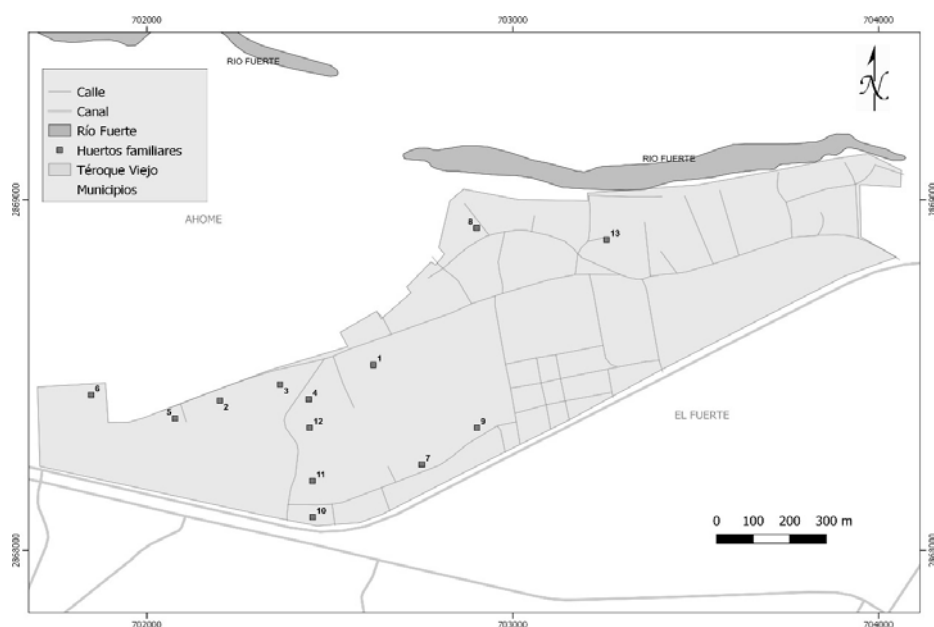 702000
703000
704000
RIO FUERTE
N
Calle
Canal
Río Fuerte
Huertos familiares
Téroque Viejo
Municipios
RIO FUERTE
2869000
2869000
AHOME
8
13
1
3
6
4
2
5
12
9
EL FUERTE
7
11
10
0 100 200 300 m
2868000
2868000
702000
703000
704000